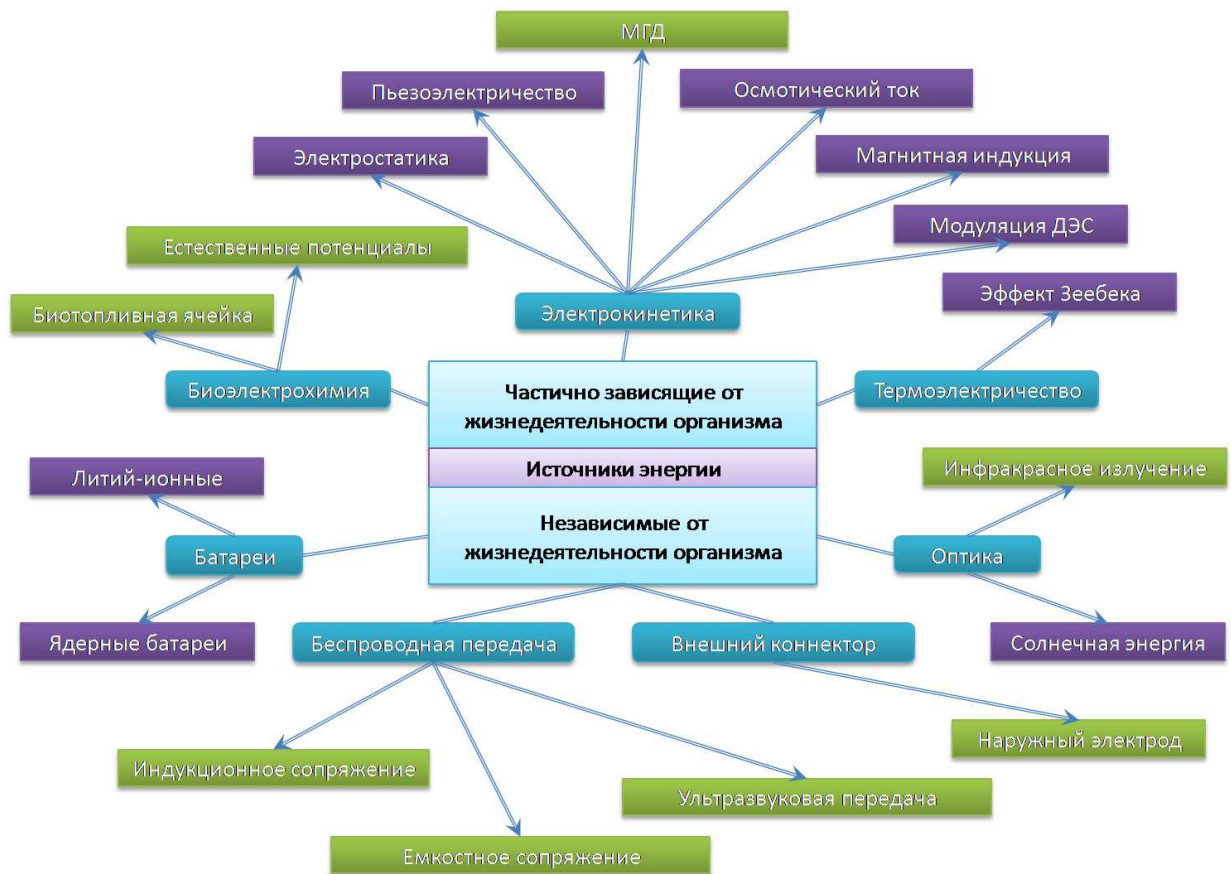 МГД
Пьезоэлектричество
Осмотический ток
Электростатика
Магнитная индукция
Модуляция ДЭС
Естественные потенциалы
Эффект Зеебека
Биотопливная ячейка
Электрокинетика
Биоэлектрохимия
Частично зависящие от
жизнедеятельности организма
Термоэлектричество
Источники энергии
Литий-ионные
Инфракрасное излучение
Независимые от
жизнедеятельности организма
Батареи
Оптика
Ядерные батареи
Беспроводная передача
Внешний коннектор
Солнечная энергия
Наружный электрод
Индукционное сопряжение
Ультразвуковая передача
Емкостное сопряжение